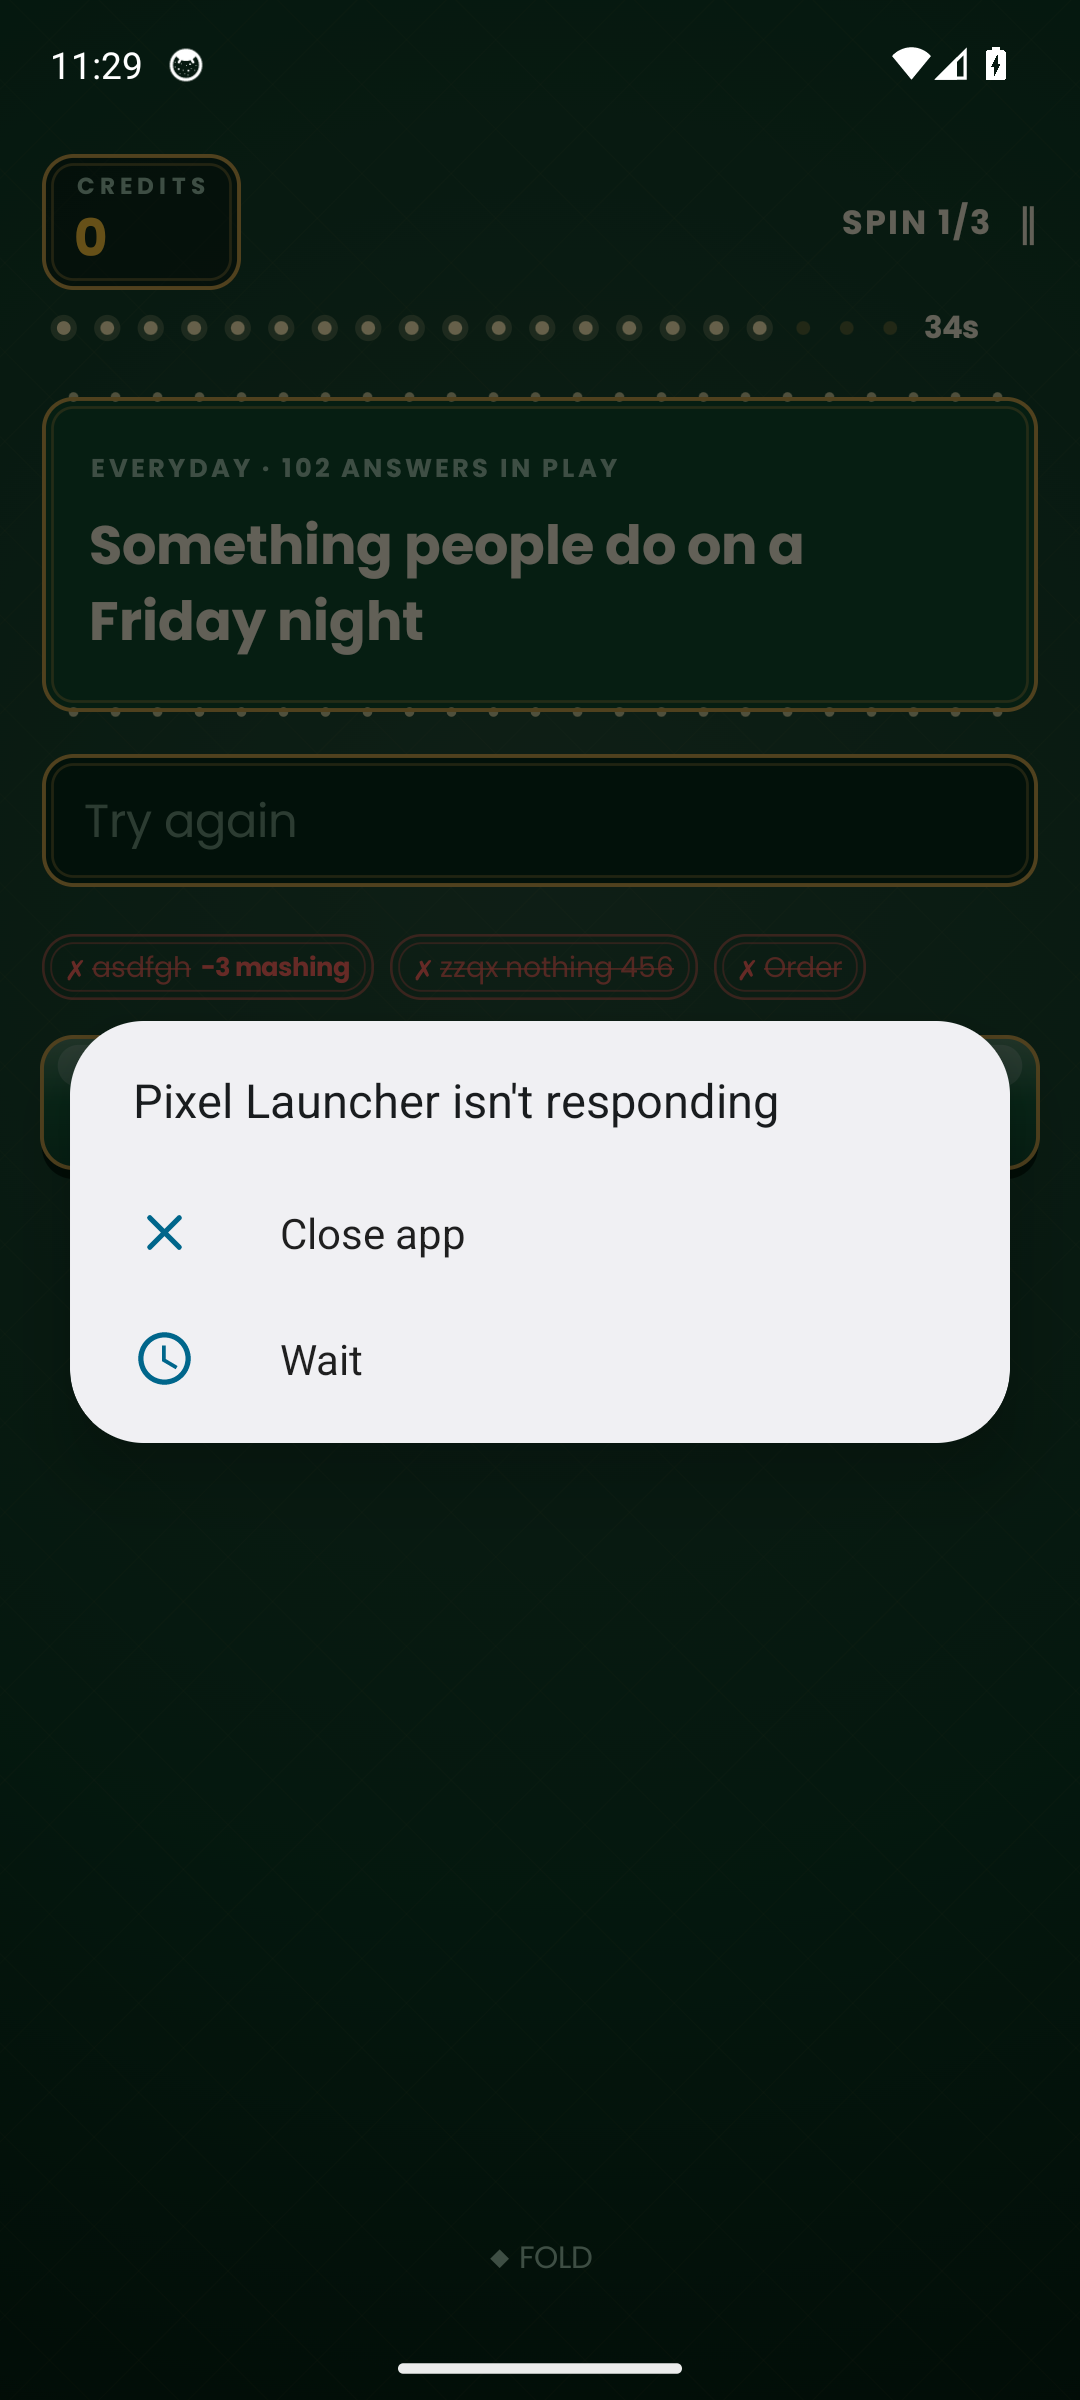 11:29
CREDITS
0
SPIN 1/3
34s
EVERYDAY · 102 ANSWERS IN PLAY
Something people do on a
Friday night
Try again
✗ asdfgh -3 mashing
✗ zzqx nothing 456
✗ Order
Pixel Launcher isn't responding
Close app
Wait
◆ FOLD